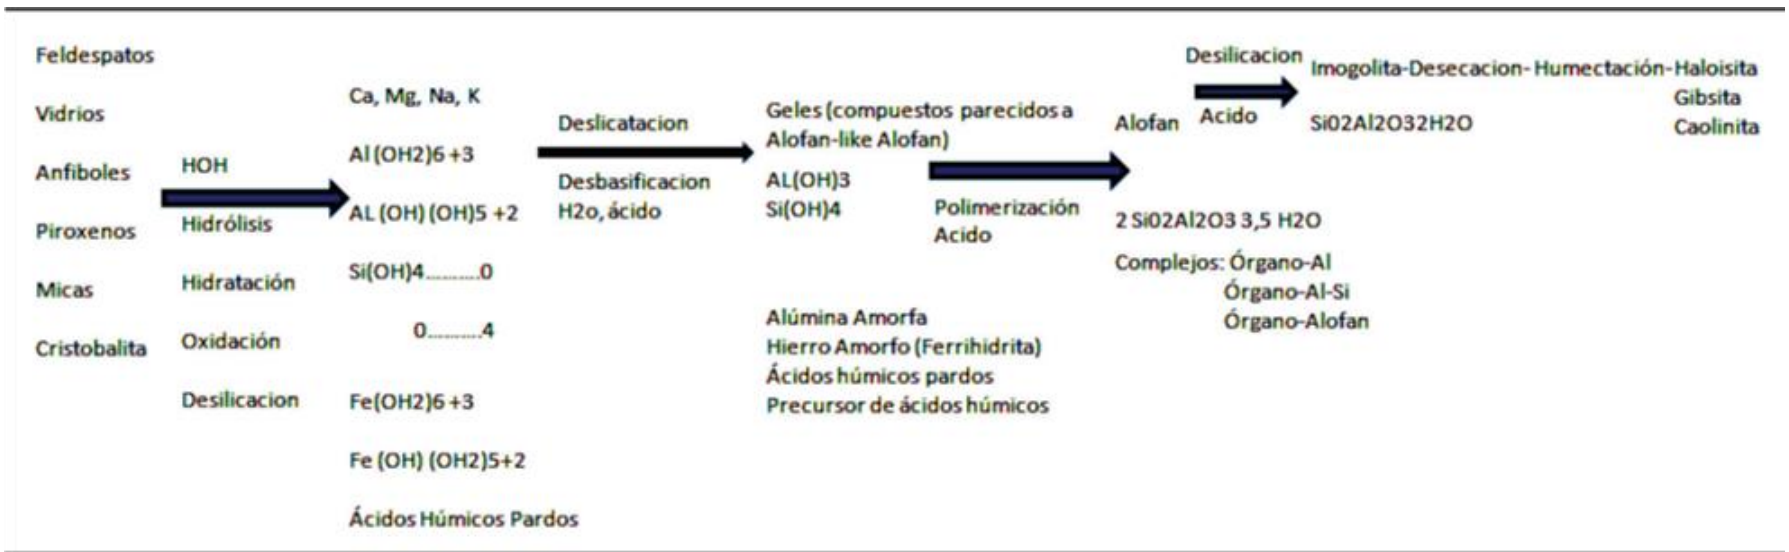 Feldespatos
Vidrios
Anfiboles
Piroxenos
Micas
Cristobalita
HOH
Hidrólisis
Hidratación
Oxidación
Desilicacion
Ca, Mg, Na, K
Al (OH2)6 +3
AL (OH) (OH)5 +2
Si(OH)4..........0
0..........4
Fe(OH2)6 +3
Fe (OH) (OH2)5+2
Ácidos Húmicos Pardos
Deslicatacion
Desbasificacion
H2o, ácido
Geles (compuestos parecidos a
Alofan-like Alofan)
AL(OH)3
Si(OH)4
Alúmina Amorfa
Hierro Amorfo (Ferrihidrita)
Ácidos húmicos pardos
Precursor de ácidos húmicos
Polimerización
Acido
Alofan
2 Si02Al2O3 3,5 H2O
Complejos: Órgano-Al
Órgano-Al-Si
Órgano-Alofan
Desilicacion
Acido
Imogolita-Desecacion- Humectación- Haloisita
Gibsita
Caolinita
Si02Al2O32H2O